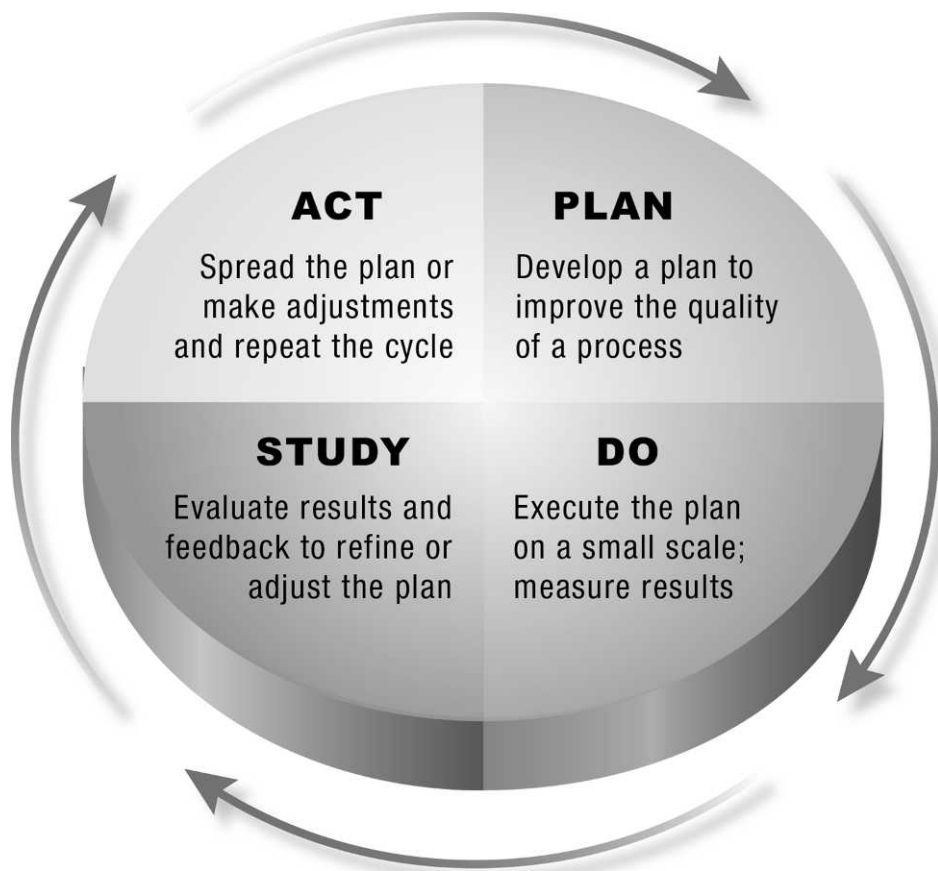 ACT
Spread the plan or
make adjustments
and repeat the cycle
PLAN
Develop a plan to
improve the quality
of a process
STUDY
Evaluate results and
feedback to refine or
adjust the plan
DO
Execute the plan
on a small scale;
measure results